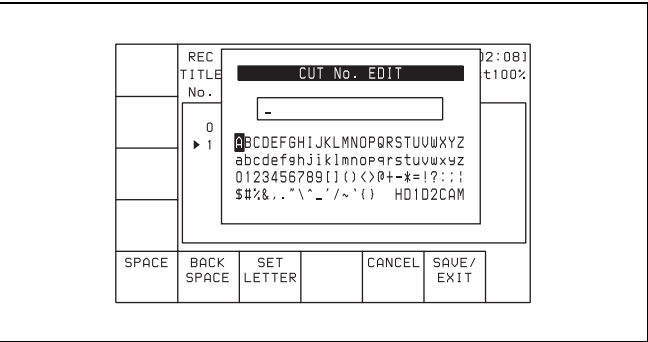 REC
02:08]
TITLE
t100%
No.
CUT No. EDIT
_
0
▶ 1
ABCDEFGHIJKLMNOPQRSTUVWXYZ
abcdefghjiklmnopqrstuvwxyz
0123456789[]()<>@+-*=!?:;¦
$#%&,."\^_'/~`{} HD1D2CAM
SPACE
BACK SPACE
SET LETTER
CANCEL
SAVE/ EXIT